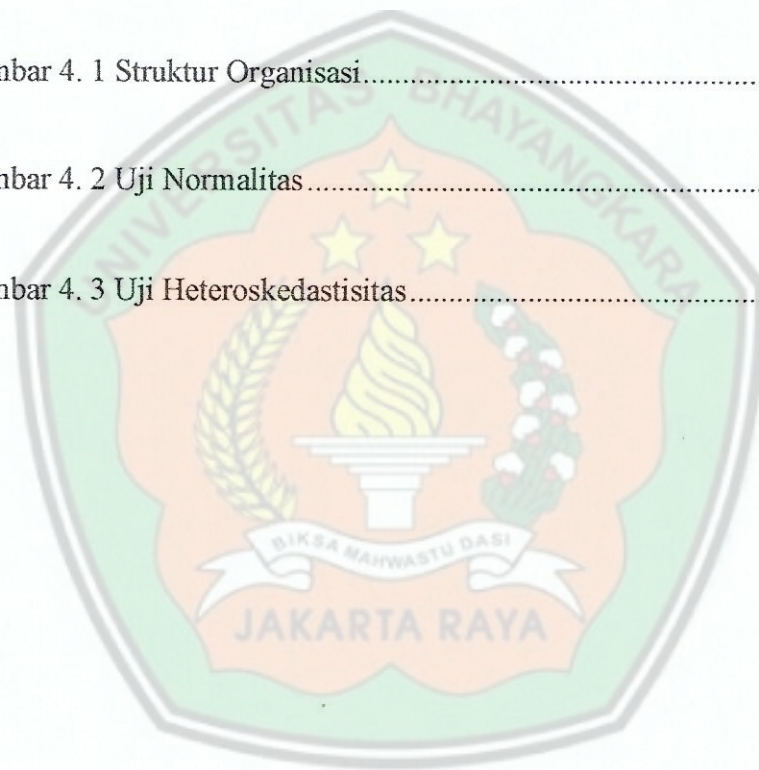 mbar 4. 1 Struktur Organisasi
mbar 4. 2 Uji Normalitas
mbar 4. 3 Uji Heteroskedastisitas
UNIVERSITAS BHAYANGKARA
BIKSA MAHWASTU DASI
JAKARTA RAYA